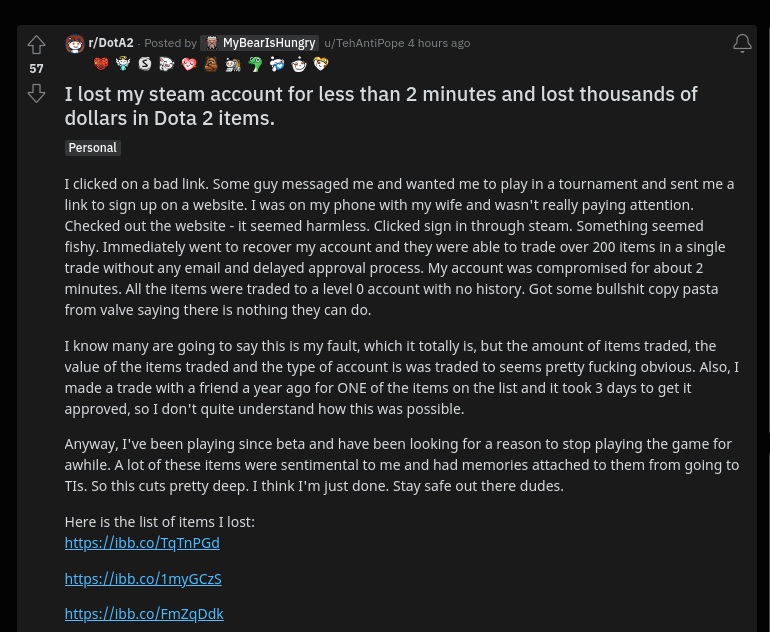 r/DotA2 · Posted by MyBearIsHungry u/TehAntiPope 4 hours ago
57
I lost my steam account for less than 2 minutes and lost thousands of
dollars in Dota 2 items.
Personal
I clicked on a bad link. Some guy messaged me and wanted me to play in a tournament and sent me a
link to sign up on a website. I was on my phone with my wife and wasn't really paying attention.
Checked out the website - it seemed harmless. Clicked sign in through steam. Something seemed
fishy. Immediately went to recover my account and they were able to trade over 200 items in a single
trade without any email and delayed approval process. My account was compromised for about 2
minutes. All the items were traded to a level 0 account with no history. Got some bullshit copy pasta
from valve saying there is nothing they can do.
I know many are going to say this is my fault, which it totally is, but the amount of items traded, the
value of the items traded and the type of account is was traded to seems pretty fucking obvious. Also, I
made a trade with a friend a year ago for ONE of the items on the list and it took 3 days to get it
approved, so I don't quite understand how this was possible.
Anyway, I've been playing since beta and have been looking for a reason to stop playing the game for
awhile. A lot of these items were sentimental to me and had memories attached to them from going to
TIs. So this cuts pretty deep. I think I'm just done. Stay safe out there dudes.
Here is the list of items I lost:
https://ibb.co/TqTnPGd
https://ibb.co/1myGCzS
https://ibb.co/FmZqDdk